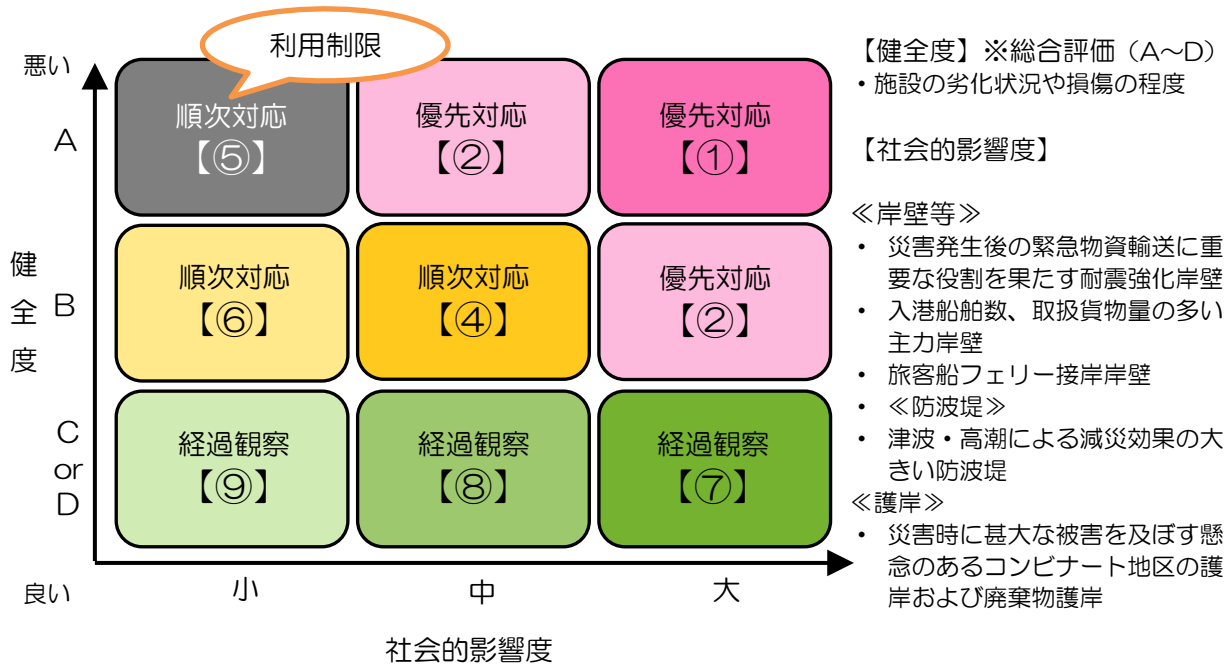 利用制限
悪い
順次対応
【⑤】
優先対応
【②】
優先対応
【①】
A
順次対応
【⑥】
順次対応
【④】
優先対応
【②】
健
全
度
B
経過観察
【⑨】
経過観察
【⑧】
経過観察
【⑦】
C
or
D
良い
小
中
大
社会的影響度
【健全度】※総合評価（A～D）
・施設の劣化状況や損傷の程度
【社会的影響度】
≪岸壁等≫
・ 災害発生後の緊急物資輸送に重
要な役割を果たす耐震強化岸壁
・ 入港船舶数、取扱貨物量の多い
主力岸壁
・ 旅客船フェリー接岸岸壁
・ ≪防波堤≫
・ 津波・高潮による減災効果の大
きい防波堤
≪護岸≫
・ 災害時に甚大な被害を及ぼす懸
念のあるコンビナート地区の護
岸および廃棄物護岸